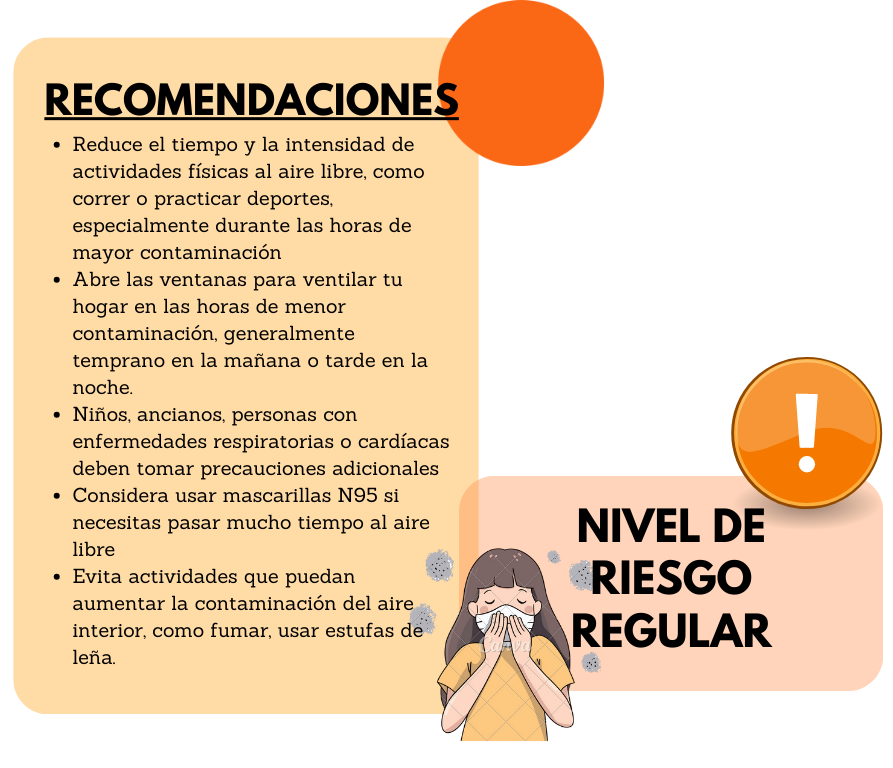 RECOMENDACIONES
• Reduce el tiempo y la intensidad de
actividades físicas al aire libre, como
correr o practicar deportes,
especialmente durante las horas de
mayor contaminación
• Abre las ventanas para ventilar tu
hogar en las horas de menor
contaminación, generalmente
temprano en la mañana o tarde en la
noche.
• Niños, ancianos, personas con
enfermedades respiratorias o cardíacas
deben tomar precauciones adicionales
• Considera usar mascarillas N95 si
necesitas pasar mucho tiempo al aire
libre
• Evita actividades que puedan
aumentar la contaminación del aire
interior, como fumar, usar estufas de
leña.
!
NIVEL DE
RIESGO
REGULAR
Canva